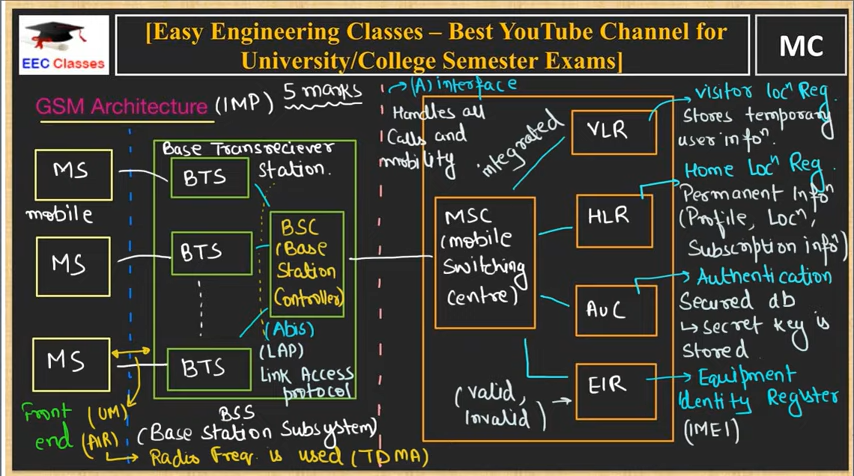 [Easy Engineering Classes – Best YouTube Channel for
University/College Semester Exams]
EEC Classes
MC
GSM Architecture (IMP) 5 marks
(A) interface
Handles all
Calls and
mobility
Base Transreciever
Station.
MS
mobile
MS
MS
BTS
BTS
BTS
BSC
(Base
Station
Controller)
(Abis)
(LAP)
Link Access
protocol
integrated
MSC
(mobile
Switching
Centre)
VLR
HLR
AuC
EIR
(valid,
Invalid)
visitor locⁿ Reg.
Stores temporary
user infoⁿ.
Home Locⁿ Reg.
Permanent Infoⁿ
(Profile, Locⁿ,
Subscription infoⁿ)
Authentication
Secured db
↳ Secret key is
Stored.
Equipment
Identity Register
(IMEI)
Front
end
(UM)
(AIR)
BSS
(Base Station Subsystem)
Radio Freq. is used (TDMA)